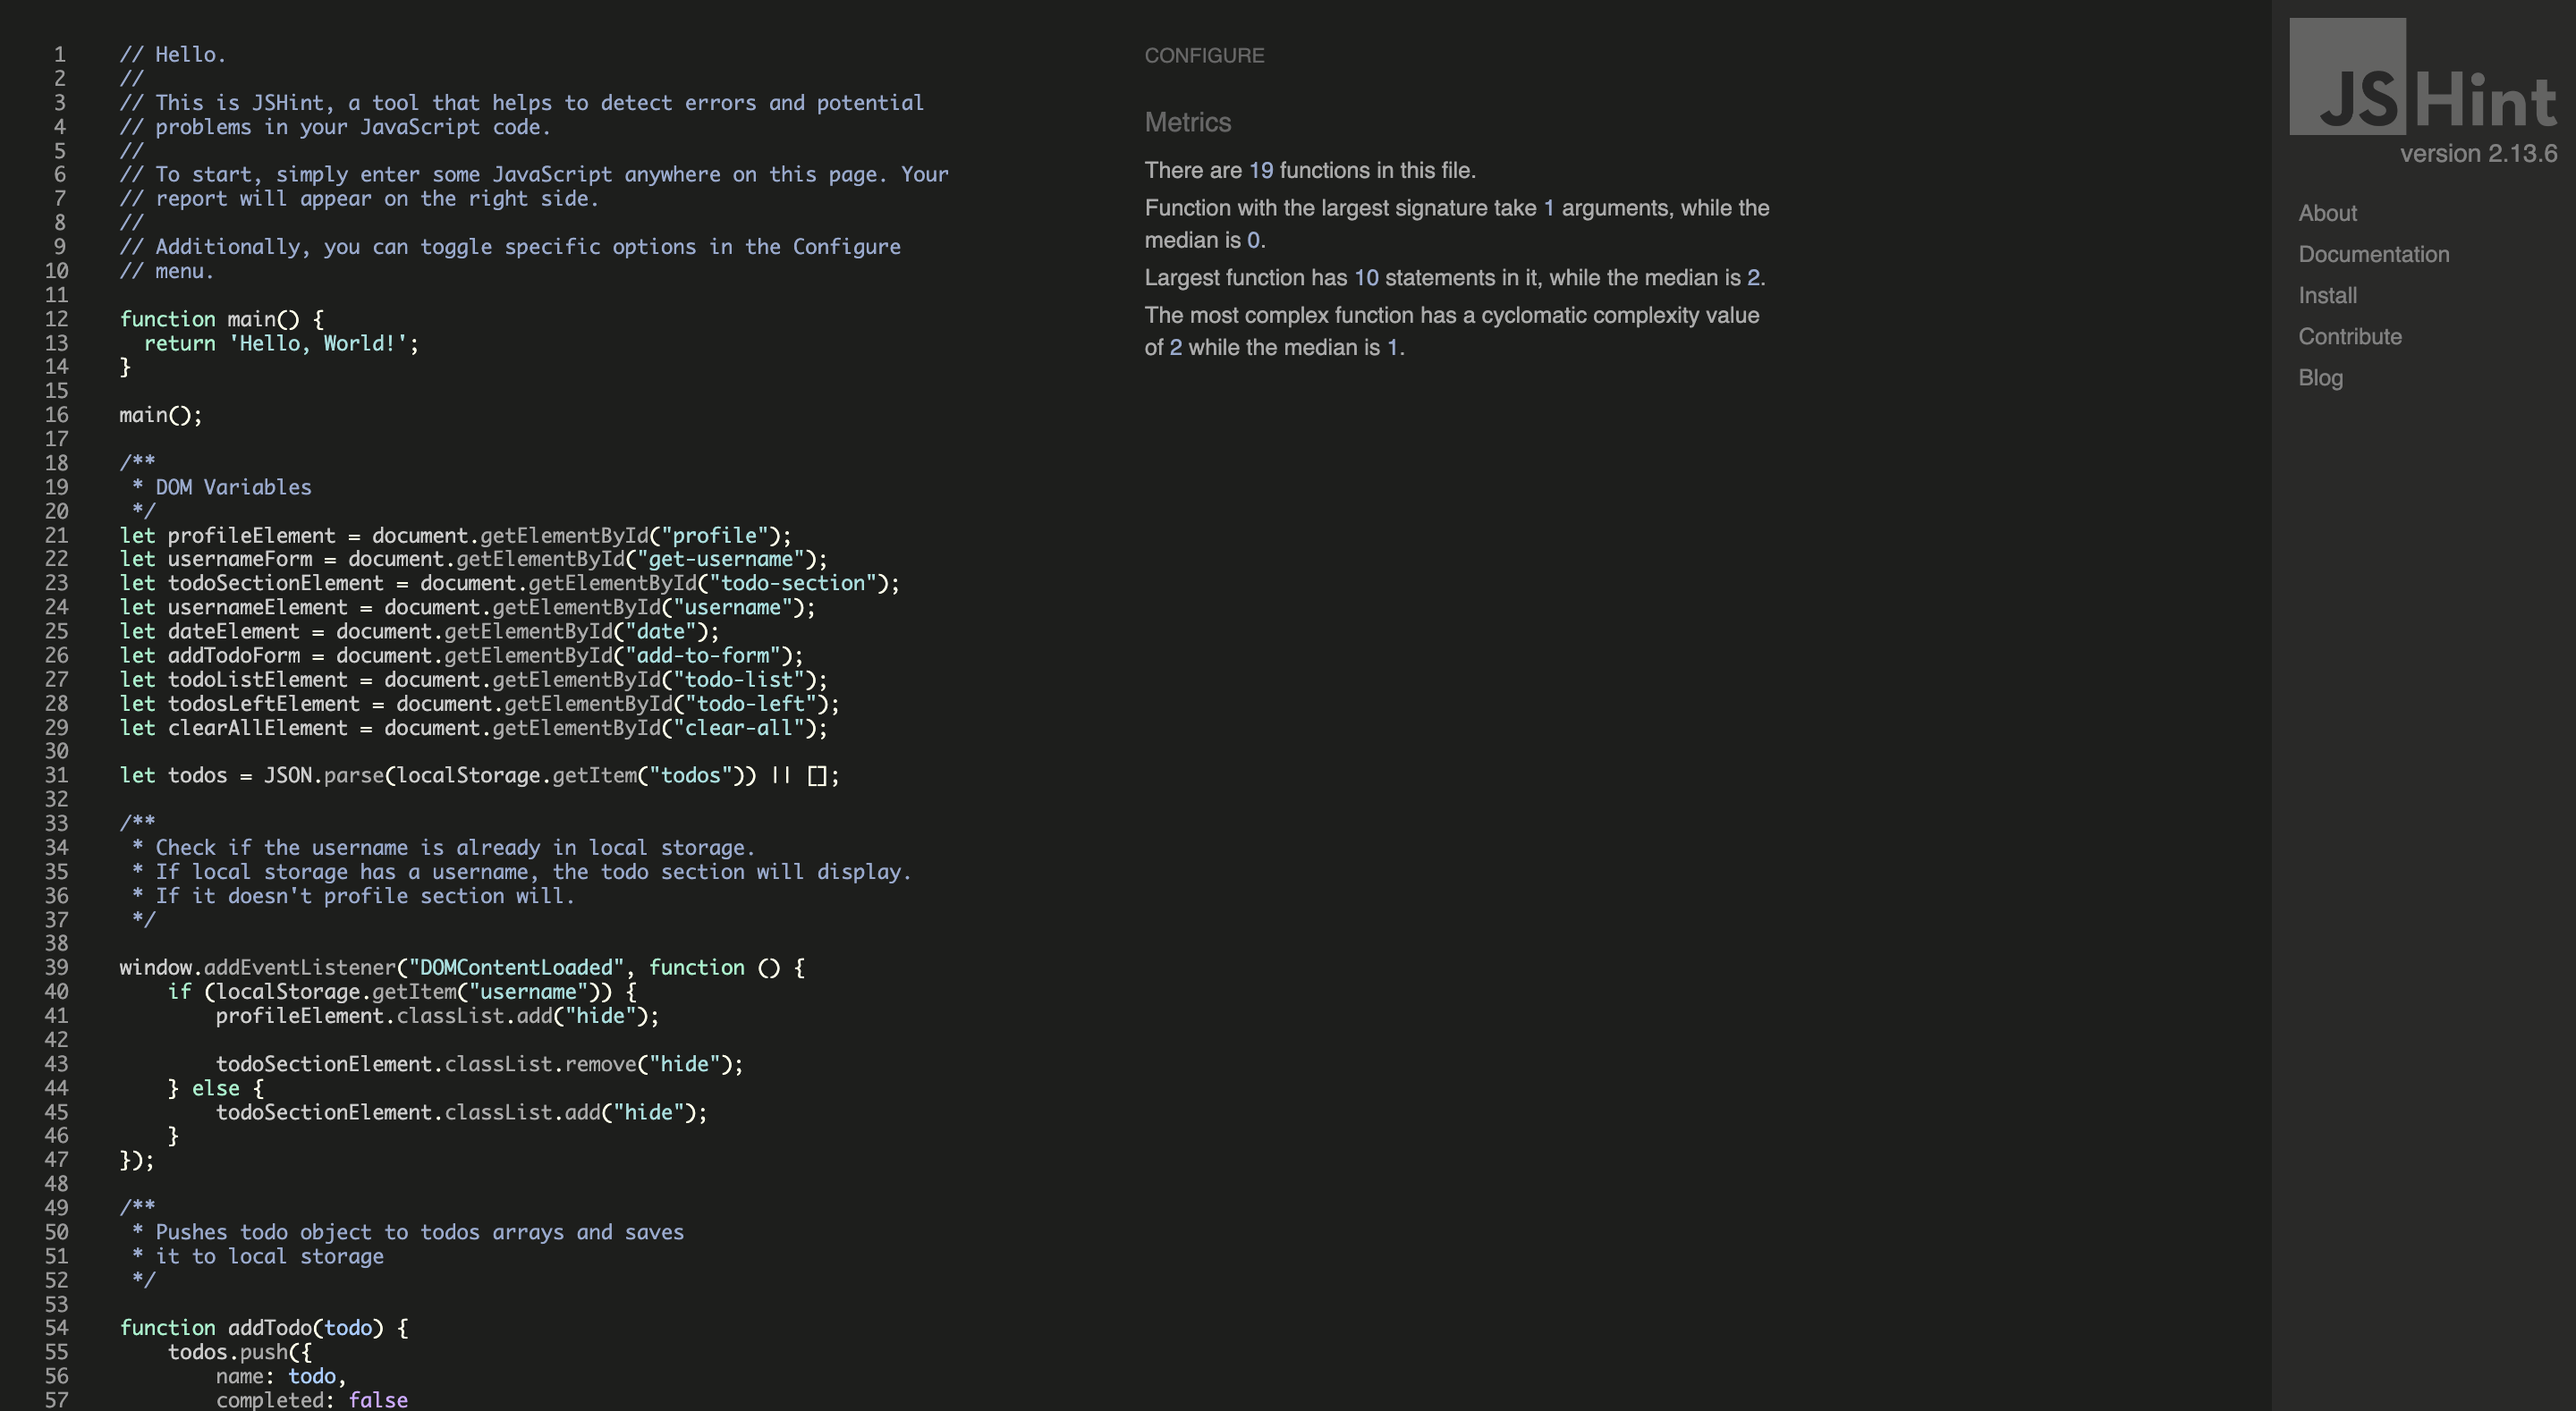 1 // Hello.
2 //
3 // This is JSHint, a tool that helps to detect errors and potential
4 // problems in your JavaScript code.
5 //
6 // To start, simply enter some JavaScript anywhere on this page. Your
7 // report will appear on the right side.
8 //
9 // Additionally, you can toggle specific options in the Configure
10 // menu.
11
12 function main() {
13   return 'Hello, World!';
14 }
15
16 main();
17
18 /**
19  * DOM Variables
20  */
21 let profileElement = document.getElementById("profile");
22 let usernameForm = document.getElementById("get-username");
23 let todoSectionElement = document.getElementById("todo-section");
24 let usernameElement = document.getElementById("username");
25 let dateElement = document.getElementById("date");
26 let addTodoForm = document.getElementById("add-to-form");
27 let todoListElement = document.getElementById("todo-list");
28 let todosLeftElement = document.getElementById("todo-left");
29 let clearAllElement = document.getElementById("clear-all");
30
31 let todos = JSON.parse(localStorage.getItem("todos")) || [];
32
33 /**
34  * Check if the username is already in local storage.
35  * If local storage has a username, the todo section will display.
36  * If it doesn't profile section will.
37  */
38
39 window.addEventListener("DOMContentLoaded", function () {
40     if (localStorage.getItem("username")) {
41         profileElement.classList.add("hide");
42
43         todoSectionElement.classList.remove("hide");
44     } else {
45         todoSectionElement.classList.add("hide");
46     }
47 });
48
49 /**
50  * Pushes todo object to todos arrays and saves
51  * it to local storage
52  */
53
54 function addTodo(todo) {
55     todos.push({
56         name: todo,
57         completed: false
CONFIGURE
Metrics
There are 19 functions in this file.
Function with the largest signature take 1 arguments, while the
median is 0.
Largest function has 10 statements in it, while the median is 2.
The most complex function has a cyclomatic complexity value
of 2 while the median is 1.
JSHint
version 2.13.6
About
Documentation
Install
Contribute
Blog